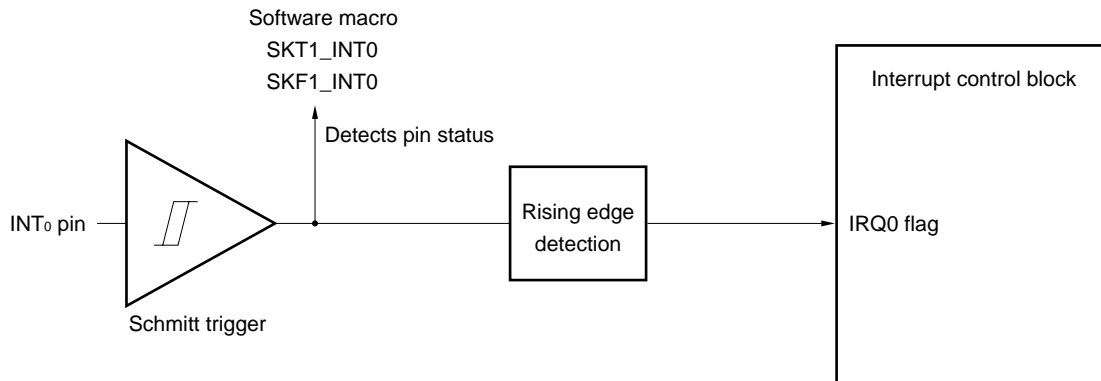 Software macro
SKT1_INT0
SKF1_INT0
Interrupt control block
Detects pin status
INT0 pin
Rising edge
detection
IRQ0 flag
Schmitt trigger